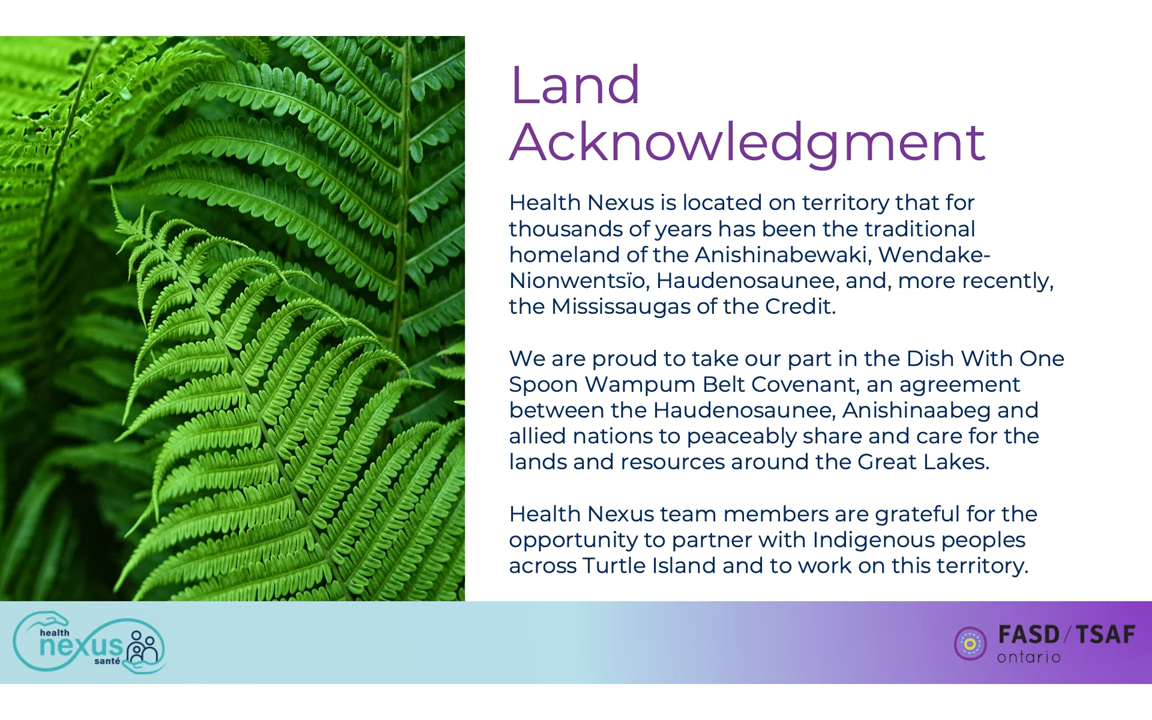 Land
Acknowledgment
Health Nexus is located on territory that for
thousands of years has been the traditional
homeland of the Anishinabewaki, Wendake-
Nionwentsïo, Haudenosaunee, and, more recently,
the Mississaugas of the Credit.
We are proud to take our part in the Dish With One
Spoon Wampum Belt Covenant, an agreement
between the Haudenosaunee, Anishinaabeg and
allied nations to peaceably share and care for the
lands and resources around the Great Lakes.
Health Nexus team members are grateful for the
opportunity to partner with Indigenous peoples
across Turtle Island and to work on this territory.
health
nexus
santé
FASD/TSAF
ontario